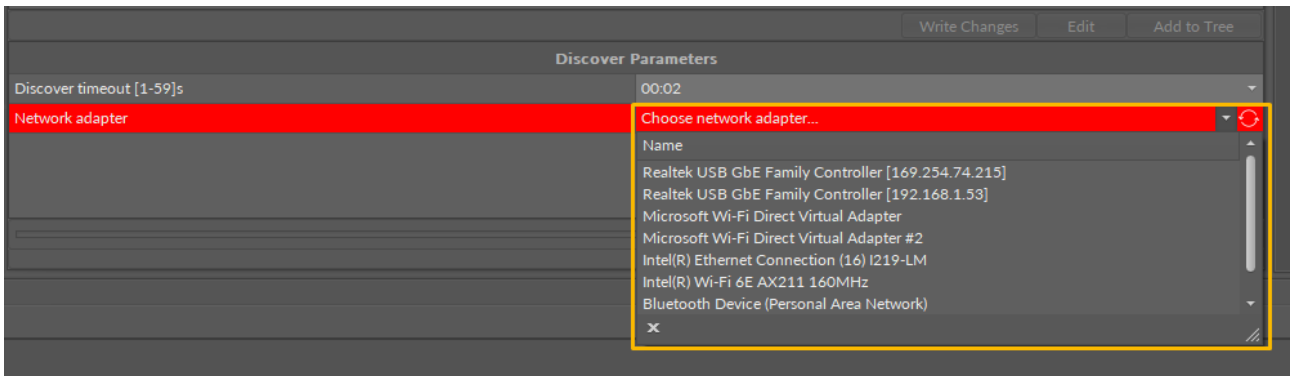 Write Changes Edit Add to Tree
Discover Parameters
Discover timeout [1-59]s 00:02
Network adapter Choose network adapter...
Name
Realtek USB GbE Family Controller [169.254.74.215]
Realtek USB GbE Family Controller [192.168.1.53]
Microsoft Wi-Fi Direct Virtual Adapter
Microsoft Wi-Fi Direct Virtual Adapter #2
Intel(R) Ethernet Connection (16) I219-LM
Intel(R) Wi-Fi 6E AX211 160MHz
Bluetooth Device (Personal Area Network)